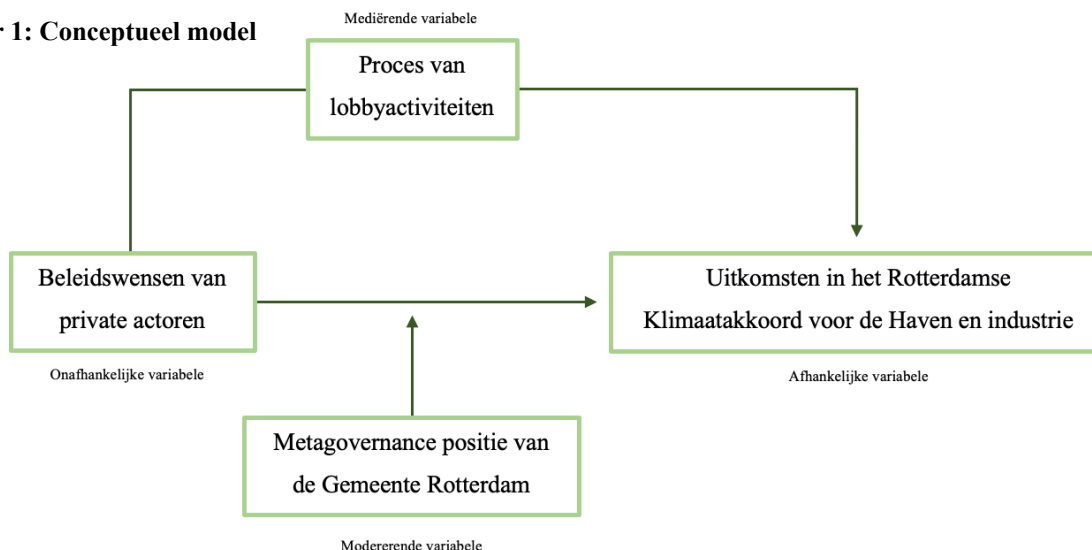 r 1: Conceptueel model
Mediërende variabele
Proces van
lobbyactiviteiten
Beleidswensen van
private actoren
Onafhankelijke variabele
Uitkomsten in het Rotterdamse
Klimaatakkoord voor de Haven en industrie
Afhankelijke variabele
Metagovernance positie van
de Gemeente Rotterdam
Modererende variabele